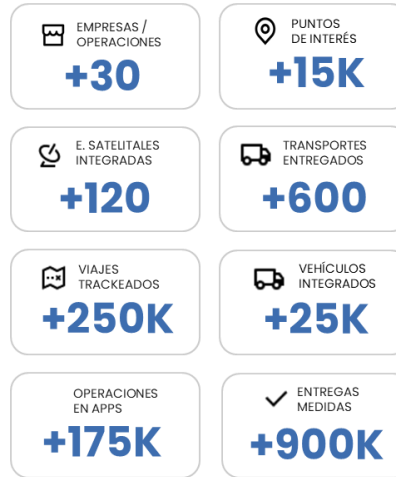 EMPRESAS /
OPERACIONES
+30
PUNTOS
DE INTERÉS
+15K
E. SATELITALES
INTEGRADAS
+120
TRANSPORTES
ENTREGADOS
+600
VIAJES
TRACKEADOS
+250K
VEHÍCULOS
INTEGRADOS
+25K
OPERACIONES
EN APPS
+175K
ENTREGAS
MEDIDAS
+900K